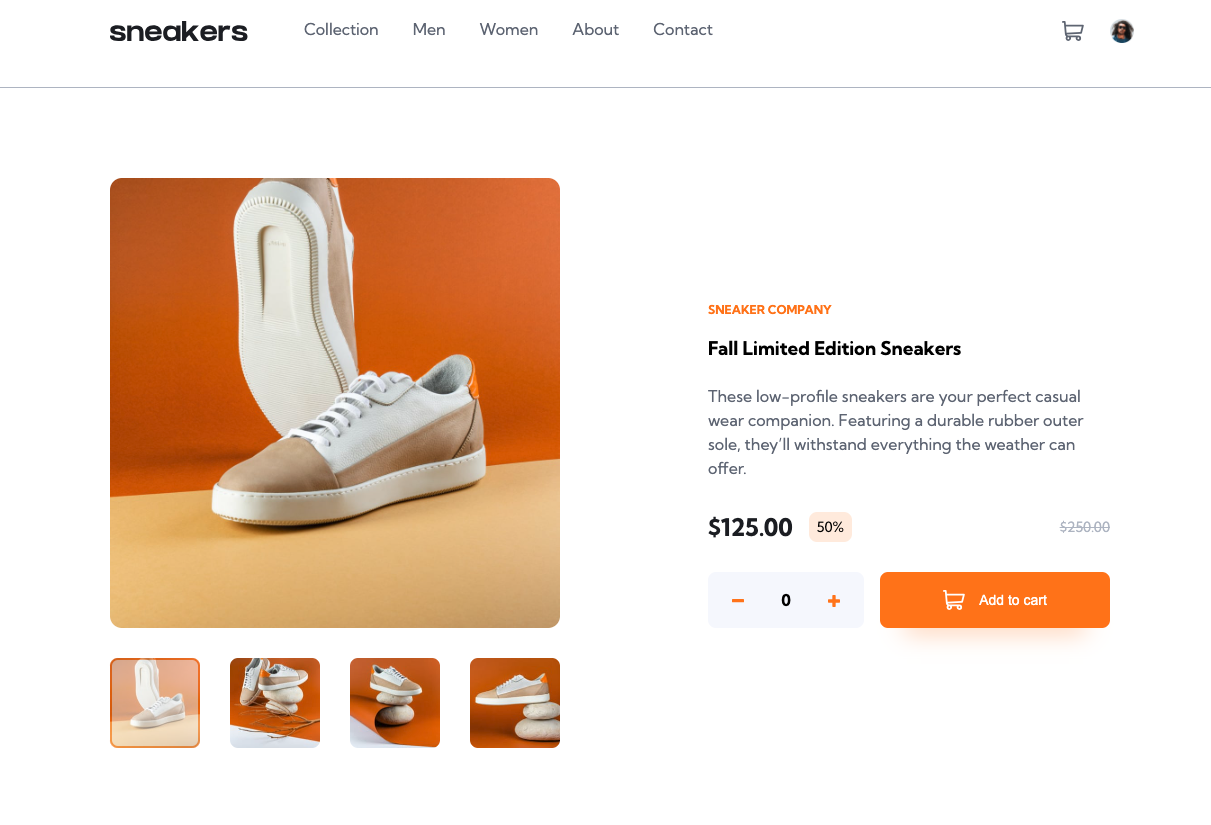 sneakers Collection Men Women About Contact
SNEAKER COMPANY
Fall Limited Edition Sneakers
These low-profile sneakers are your perfect casual
wear companion. Featuring a durable rubber outer
sole, they’ll withstand everything the weather can
offer.
$125.00 50% $250.00
0 Add to cart